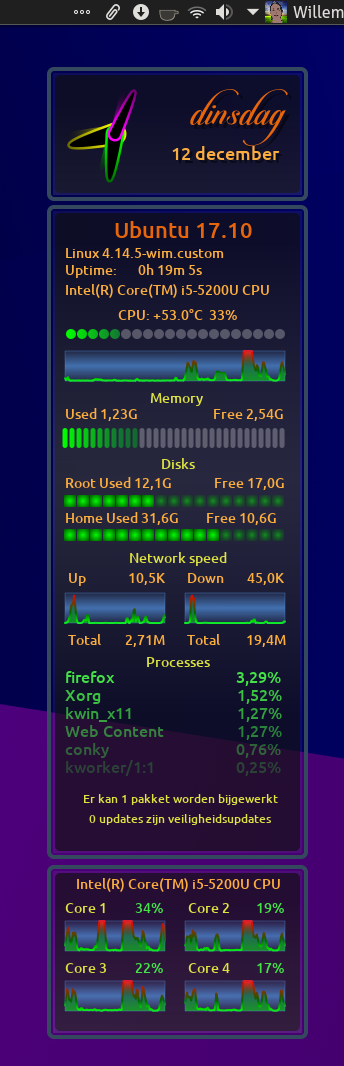 Willem
dinsdag
12 december
Ubuntu 17.10
Linux 4.14.5-wim.custom
Uptime: 0h 19m 5s
Intel(R) Core(TM) i5-5200U CPU
CPU: +53.0°C 33%
Memory
Used 1,23G Free 2,54G
Disks
Root Used 12,1G Free 17,0G
Home Used 31,6G Free 10,6G
Network speed
Up 10,5K Down 45,0K
Total 2,71M Total 19,4M
Processes
firefox 3,29%
Xorg 1,52%
kwin_x11 1,27%
Web Content 1,27%
conky 0,76%
kworker/1:1 0,25%
Er kan 1 pakket worden bijgewerkt
0 updates zijn veiligheidsupdates
Intel(R) Core(TM) i5-5200U CPU
Core 1 34% Core 2 19%
Core 3 22% Core 4 17%